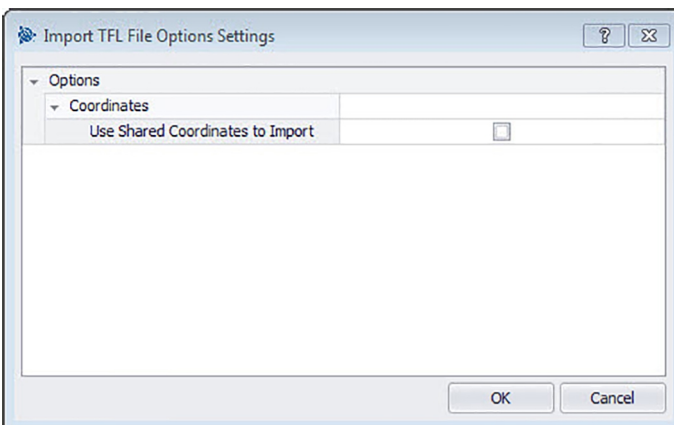 Import TFL File Options Settings
Options
Coordinates
Use Shared Coordinates to Import
OK Cancel